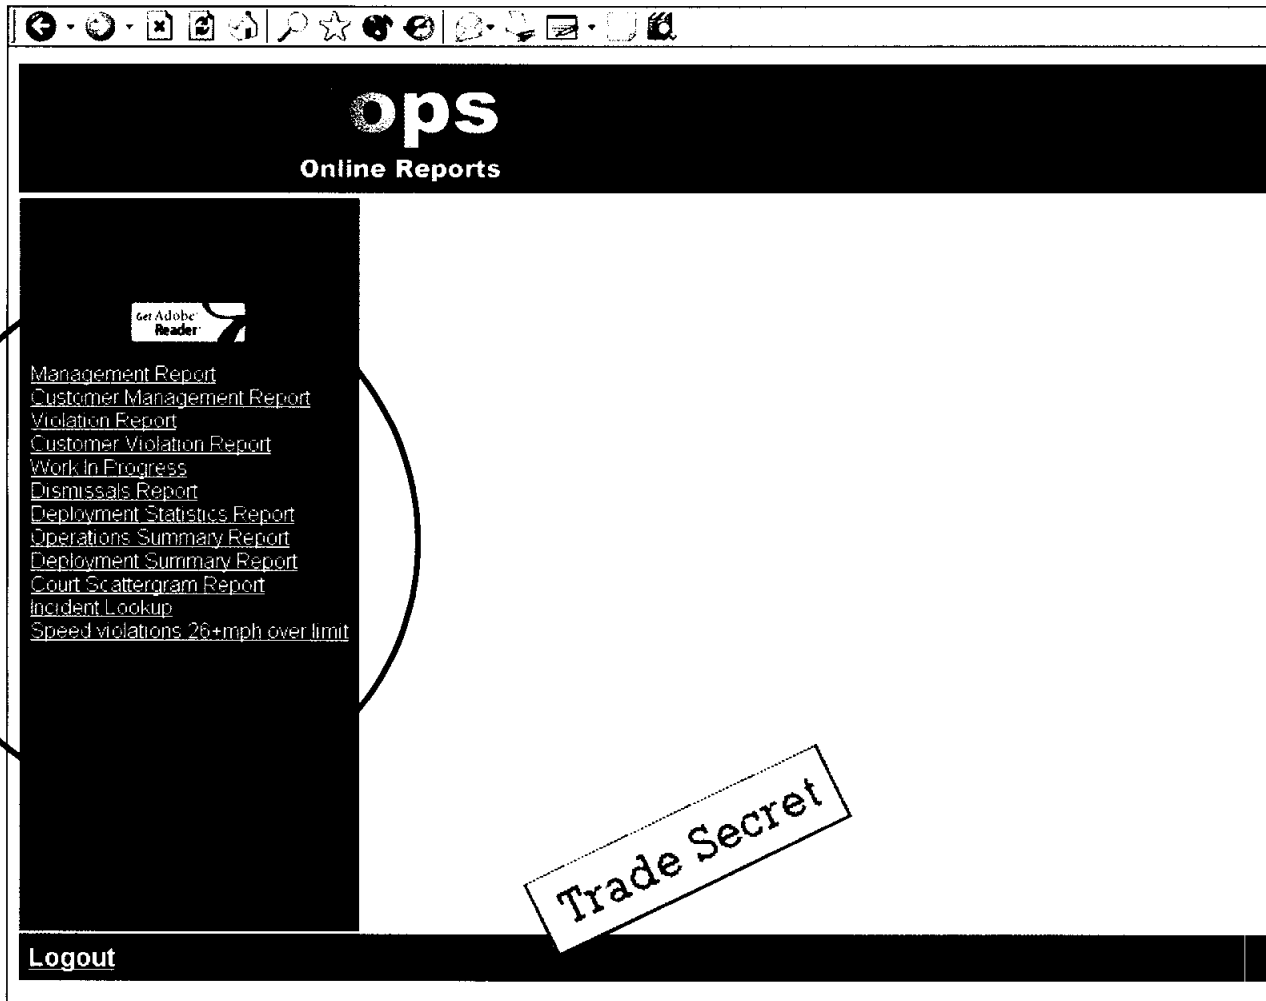 ops
Online Reports
Get Adobe
Reader
Management Report
Customer Management Report
Violation Report
Customer Violation Report
Work In Progress
Dismissals Report
Deployment Statistics Report
Operations Summary Report
Deployment Summary Report
Court Scattergram Report
Incident Lookup
Speed violations 26+mph over limit
Trade Secret
Logout